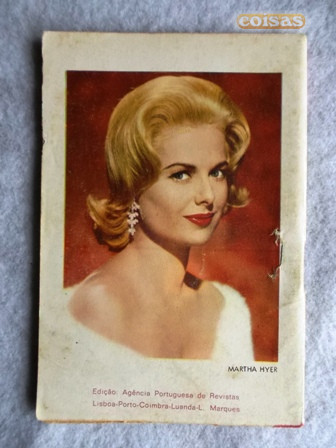 coisas
MARTHA HYER
Edição: Agência Portuguesa de Revistas
Lisboa-Porto-Coimbra-Luanda-L. Marques